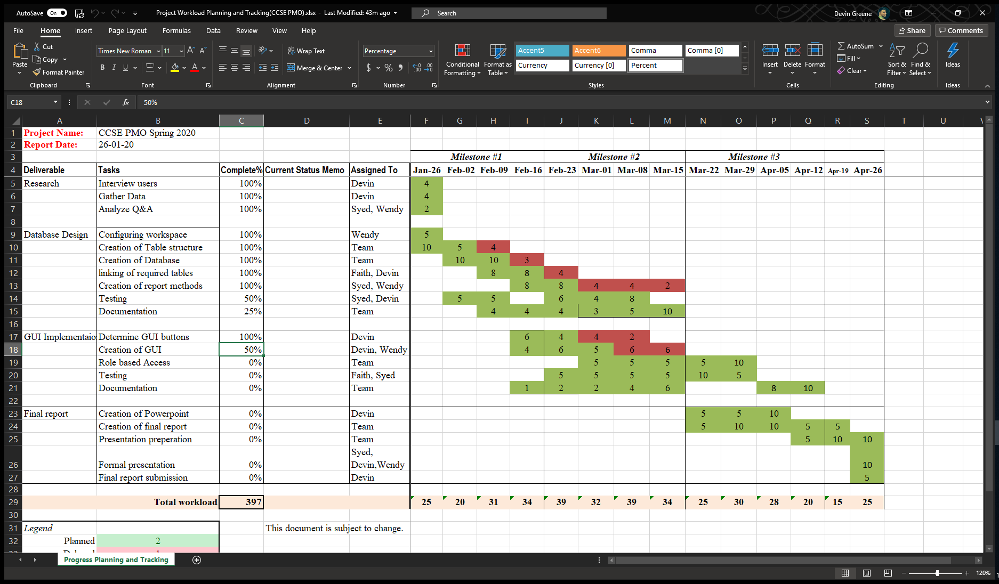 AutoSave On Project Workload Planning and Tracking(CCSE PMO).xlsx - Last Modified: 43m ago Search Devin Greene
File Home Insert Page Layout Formulas Data Review View Help Share Comments
Cut Times New Roman 11 A A Wrap Text Percentage Accent5 Accent6 Comma Comma [0] AutoSum
Paste Copy Format Painter B I U A Merge & Center $ % Conditional Formatting Format as Table Currency Currency [0] Percent Insert Delete Format Fill Clear Sort & Filter Find & Select Ideas
Clipboard Font Alignment Number Styles Cells Editing Ideas
C18 fx 50%
A B C D E F G H I J K L M N O P Q R S T U
1 Project Name: CCSE PMO Spring 2020
2 Report Date: 26-01-20
3 Milestone #1 Milestone #2 Milestone #3
4 Deliverable Tasks Complete% Current Status Memo Assigned To Jan-26 Feb-02 Feb-09 Feb-16 Feb-23 Mar-01 Mar-08 Mar-15 Mar-22 Mar-29 Apr-05 Apr-12 Apr-19 Apr-26
5 Research Interview users 100% Devin 4
6 Gather Data 100% Devin 4
7 Analyze Q&A 100% Syed, Wendy 2
8
9 Database Design Configuring workspace 100% Wendy 5
10 Creation of Table structure 100% Team 10 5 4
11 Creation of Database 100% Team 10 10 3
12 linking of required tables 100% Faith, Devin 8 8 4
13 Creation of report methods 100% Syed, Wendy 8 8 4 4 2
14 Testing 50% Syed, Devin 5 5 6 4 8
15 Documentation 25% Team 4 4 4 3 5 10
16
17 GUI Implementaio Determine GUI buttons 100% Devin 6 4 4 2
18 Creation of GUI 50% Devin, Wendy 4 6 5 6 6
19 Role based Access 0% Team 5 5 5 5 10
20 Testing 0% Faith, Syed 5 5 5 5 10 5
21 Documentation 0% Team 1 2 2 4 6 8 10
22
23 Final report Creation of Powerpoint 0% Devin 5 5 10
24 Creation of final report 0% Team 5 10 10 5 5
25 Presentation preperation 0% Team 5 10 10
Syed,
26 Formal presentation 0% Devin,Wendy 10
27 Final report submission 0% Devin 5
28
29 Total workload 397 25 20 31 34 39 32 39 34 25 30 28 20 15 25
30
31 Legend This document is subject to change.
32 Planned 2
Progress Planning and Tracking
120%